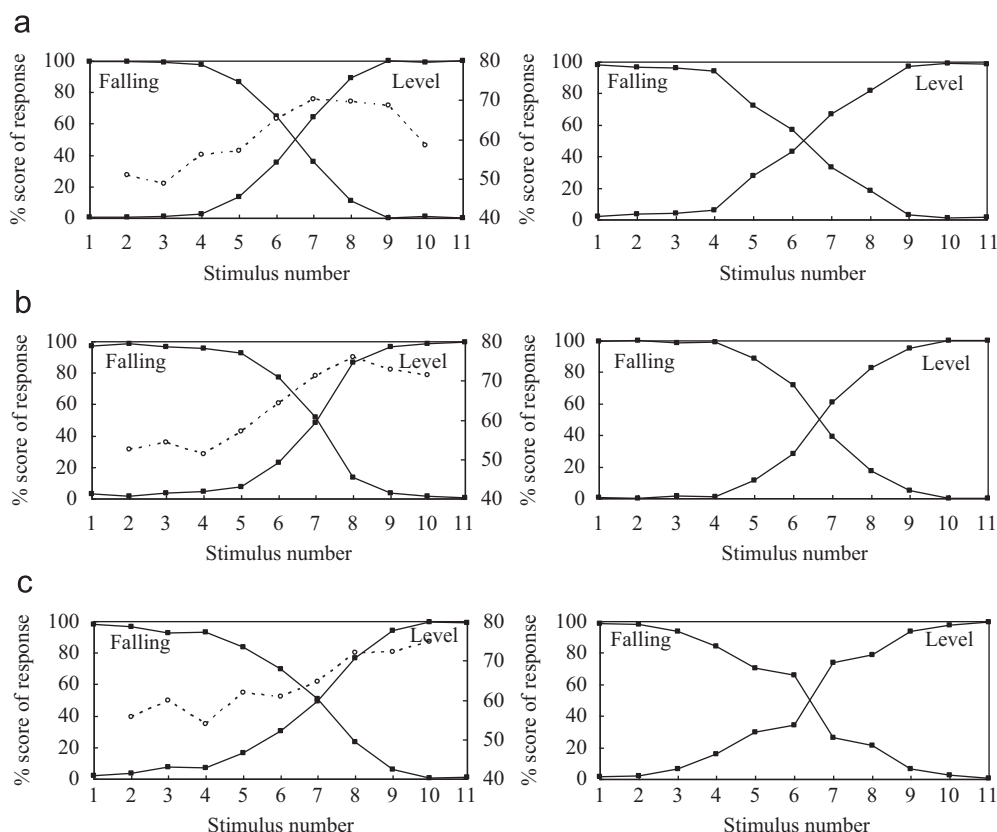 a
100 80 100
Falling Level Falling Level
80 80
70
60 60
60
40 40
50
20 20
0 40 0
1 2 3 4 5 6 7 8 9 10 11 1 2 3 4 5 6 7 8 9 10 11
% score of response % score of response
Stimulus number Stimulus number
b
100 80 100
Falling Level Falling Level
80 80
70
60 60
60
40 40
50
20 20
0 40 0
1 2 3 4 5 6 7 8 9 10 11 1 2 3 4 5 6 7 8 9 10 11
% score of response % score of response
Stimulus number Stimulus number
c
100 80 100
Falling Level Falling Level
80 80
70
60 60
60
40 40
50
20 20
0 40 0
1 2 3 4 5 6 7 8 9 10 11 1 2 3 4 5 6 7 8 9 10 11
% score of response % score of response
Stimulus number Stimulus number